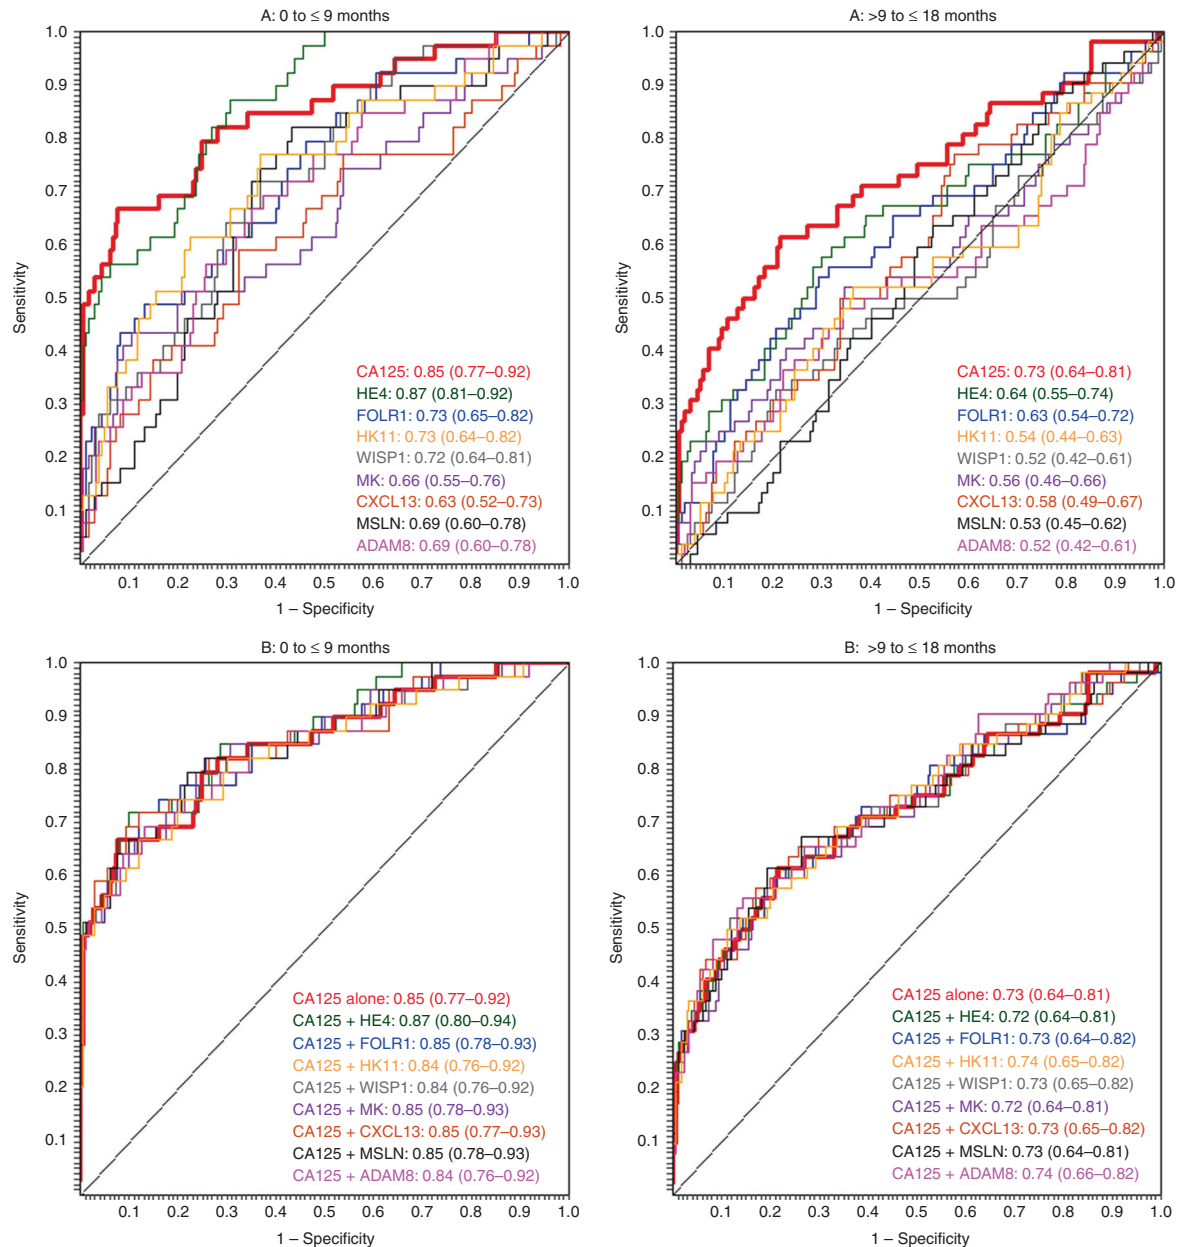 A: 0 to ≤ 9 months
1.0
0.9
0.8
0.7
0.6
0.5
0.4
0.3
0.2
0.1
Sensitivity
CA125: 0.85 (0.77–0.92)
HE4: 0.87 (0.81–0.92)
FOLR1: 0.73 (0.65–0.82)
HK11: 0.73 (0.64–0.82)
WISP1: 0.72 (0.64–0.81)
MK: 0.66 (0.55–0.76)
CXCL13: 0.63 (0.52–0.73)
MSLN: 0.69 (0.60–0.78)
ADAM8: 0.69 (0.60–0.78)
0.1 0.2 0.3 0.4 0.5 0.6 0.7 0.8 0.9 1.0
1 – Specificity
A: >9 to ≤ 18 months
1.0
0.9
0.8
0.7
0.6
0.5
0.4
0.3
0.2
0.1
Sensitivity
CA125: 0.73 (0.64–0.81)
HE4: 0.64 (0.55–0.74)
FOLR1: 0.63 (0.54–0.72)
HK11: 0.54 (0.44–0.63)
WISP1: 0.52 (0.42–0.61)
MK: 0.56 (0.46–0.66)
CXCL13: 0.58 (0.49–0.67)
MSLN: 0.53 (0.45–0.62)
ADAM8: 0.52 (0.42–0.61)
0.1 0.2 0.3 0.4 0.5 0.6 0.7 0.8 0.9 1.0
1 – Specificity
B: 0 to ≤ 9 months
1.0
0.9
0.8
0.7
0.6
0.5
0.4
0.3
0.2
0.1
Sensitivity
CA125 alone: 0.85 (0.77–0.92)
CA125 + HE4: 0.87 (0.80–0.94)
CA125 + FOLR1: 0.85 (0.78–0.93)
CA125 + HK11: 0.84 (0.76–0.92)
CA125 + WISP1: 0.84 (0.76–0.92)
CA125 + MK: 0.85 (0.78–0.93)
CA125 + CXCL13: 0.85 (0.77–0.93)
CA125 + MSLN: 0.85 (0.78–0.93)
CA125 + ADAM8: 0.84 (0.76–0.92)
0.1 0.2 0.3 0.4 0.5 0.6 0.7 0.8 0.9 1.0
1 – Specificity
B: >9 to ≤ 18 months
1.0
0.9
0.8
0.7
0.6
0.5
0.4
0.3
0.2
0.1
Sensitivity
CA125 alone: 0.73 (0.64–0.81)
CA125 + HE4: 0.72 (0.64–0.81)
CA125 + FOLR1: 0.73 (0.64–0.82)
CA125 + HK11: 0.74 (0.65–0.82)
CA125 + WISP1: 0.73 (0.65–0.82)
CA125 + MK: 0.72 (0.64–0.81)
CA125 + CXCL13: 0.73 (0.65–0.82)
CA125 + MSLN: 0.73 (0.64–0.81)
CA125 + ADAM8: 0.74 (0.66–0.82)
0.1 0.2 0.3 0.4 0.5 0.6 0.7 0.8 0.9 1.0
1 – Specificity